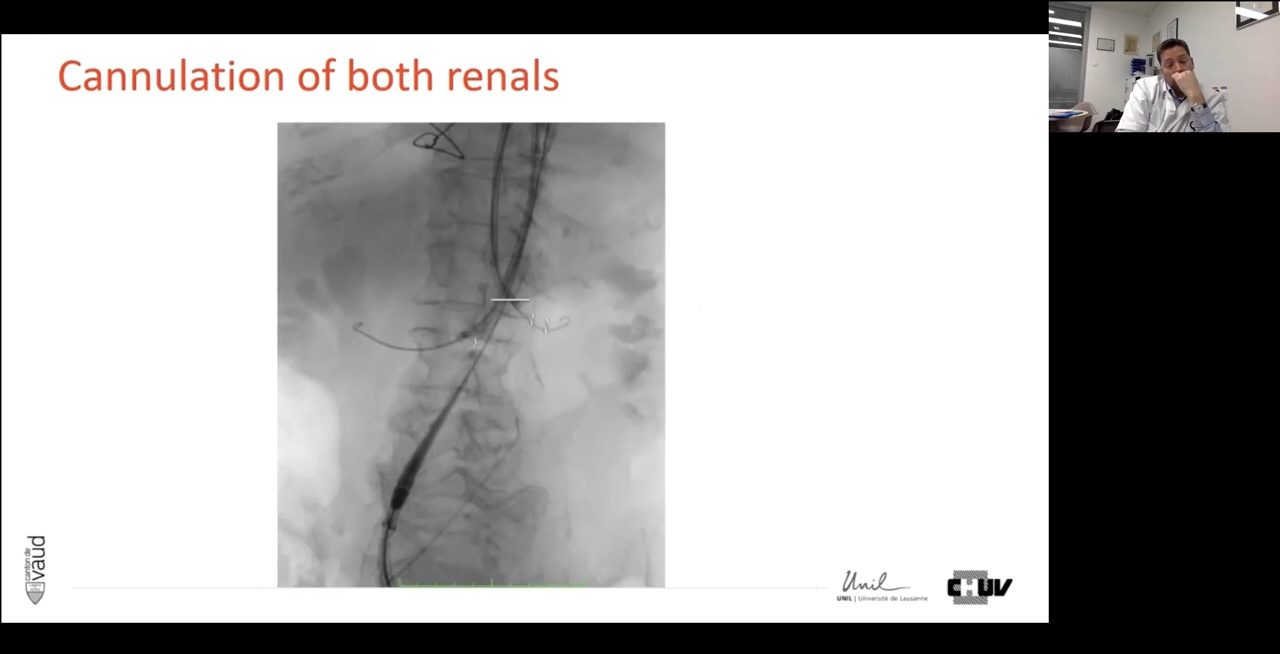 Cannulation of both renals
canton de
vaud
Unil
UNIL | Université de Lausanne
CHUV